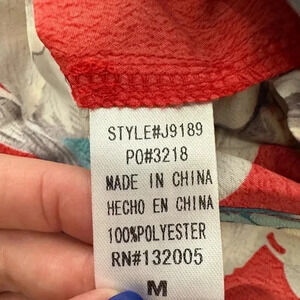 STYLE#J9189
PO#3218
MADE IN CHINA
HECHO EN CHINA
100%POLYESTER
RN#132005
M